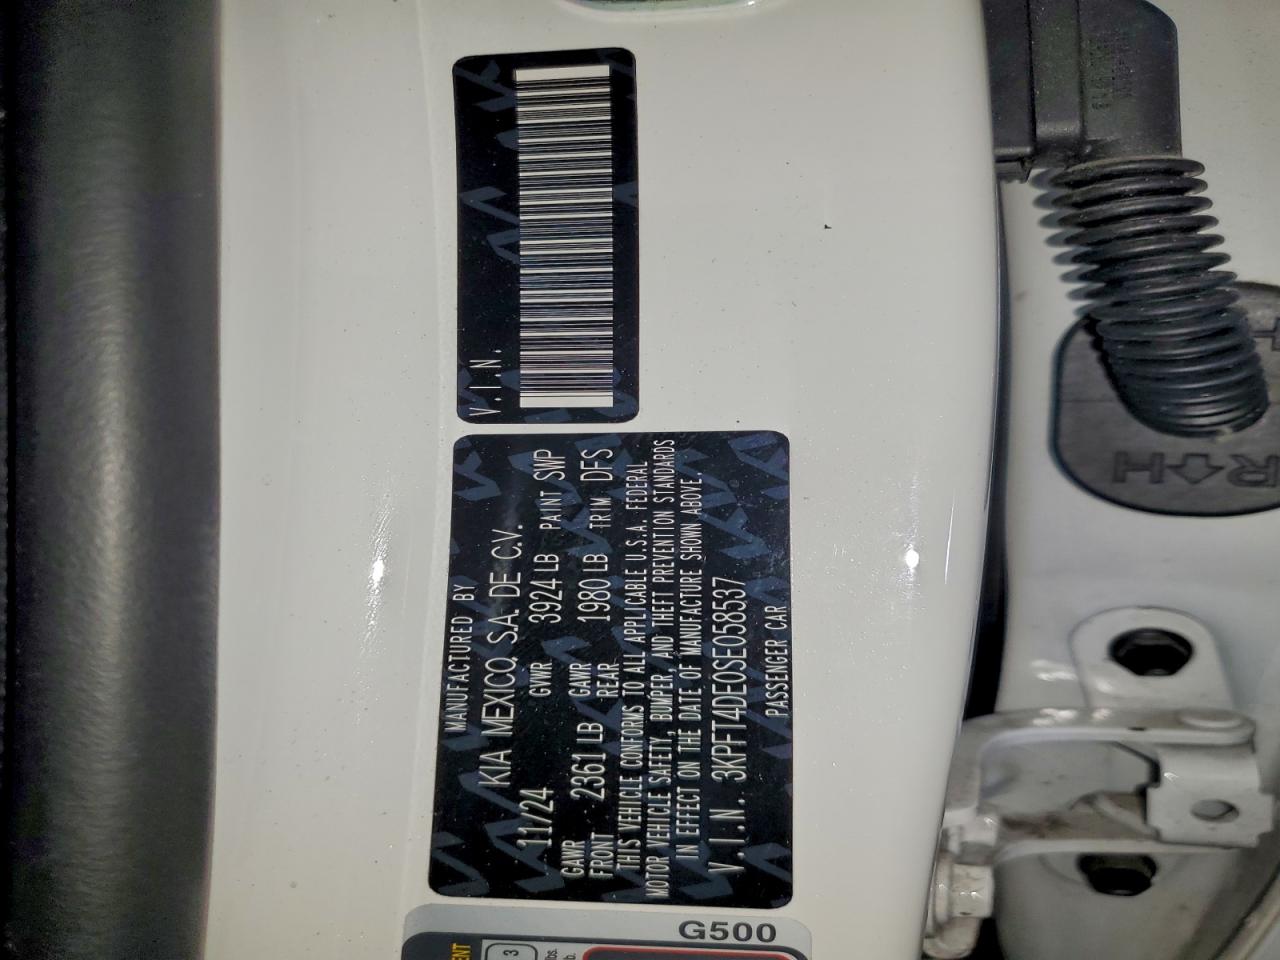 V.I.N.
MANUFACTURED BY
KIA MEXICO, S.A. DE C.V.
11/24 GVWR 3924 LB PAINT SWP
GAWR FRONT 2361 LB GAWR REAR 1980 LB TRIM DFS
THIS VEHICLE CONFORMS TO ALL APPLICABLE U.S.A. FEDERAL
MOTOR VEHICLE SAFETY, BUMPER, AND THEFT PREVENTION STANDARDS
IN EFFECT ON THE DATE OF MANUFACTURE SHOWN ABOVE.
V.I.N. 3KPFT4DE0SE058537
PASSENGER CAR
G500
3
R H